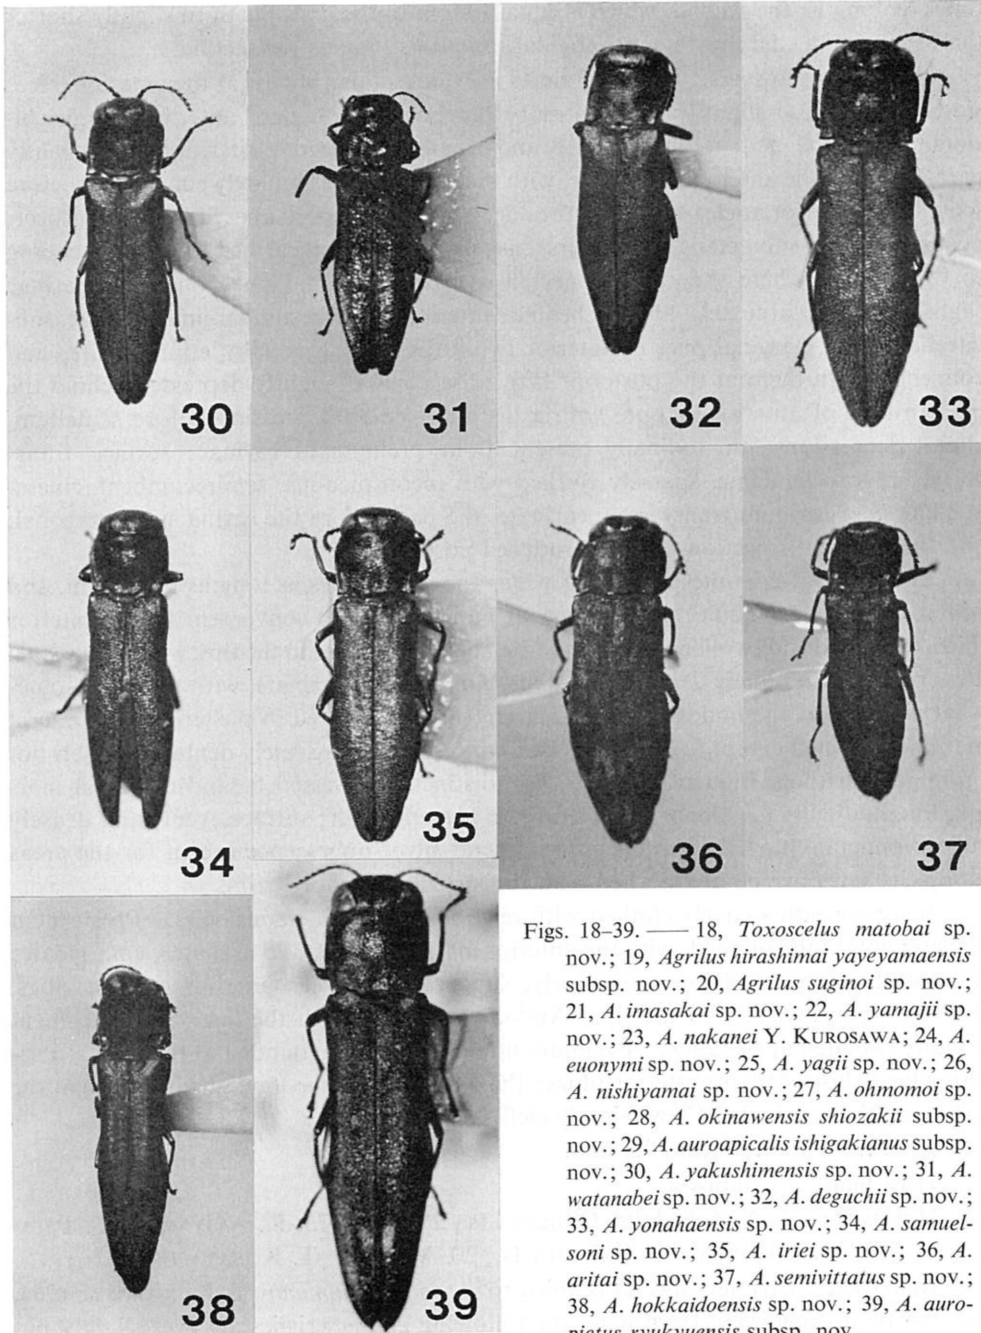 30
31
32
33
34
35
36
37
38
39
Figs. 18–39. —— 18, Toxoscelus matobai sp.
nov.; 19, Agrilus hirashimai yayeyamaensis
subsp. nov.; 20, Agrilus suginoi sp. nov.;
21, A. imasakai sp. nov.; 22, A. yamajii sp.
nov.; 23, A. nakanei Y. KUROSAWA; 24, A.
euonymi sp. nov.; 25, A. yagii sp. nov.; 26,
A. nishiyamai sp. nov.; 27, A. ohmomoi sp.
nov.; 28, A. okinawensis shiozakii subsp.
nov.; 29, A. auroapicalis ishigakianus subsp.
nov.; 30, A. yakushimensis sp. nov.; 31, A.
watanabei sp. nov.; 32, A. deguchii sp. nov.;
33, A. yonahaensis sp. nov.; 34, A. samuel-
soni sp. nov.; 35, A. iriei sp. nov.; 36, A.
aritai sp. nov.; 37, A. semivittatus sp. nov.;
38, A. hokkaidoensis sp. nov.; 39, A. auro-
pictus ryukyuensis subsp. nov.